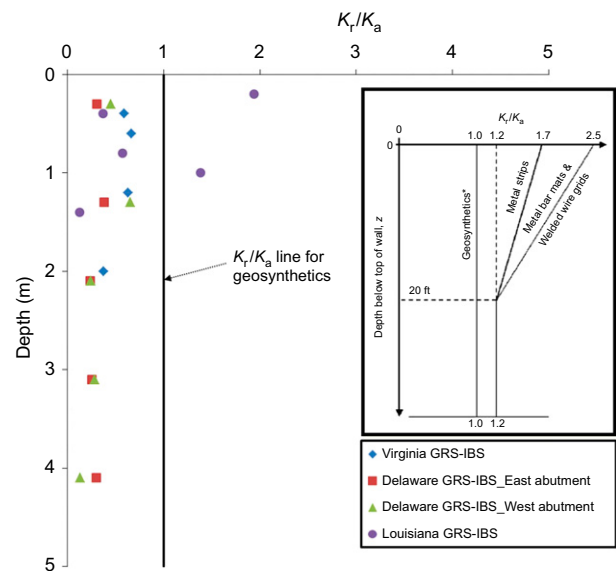 Kr/Ka
0 1 2 4 5
0
1
2
3
4
5
Depth (m)
Kr/Ka line for
geosynthetics
Kr/Ka
0 1.0 1.2 1.7 2.5
0
Depth below top of wall, z
Geosynthetics*
Metal strips
Metal bar mats &
Welded wire grids
20 ft
1.0 1.2
Virginia GRS-IBS
Delaware GRS-IBS_East abutment
Delaware GRS-IBS_West abutment
Louisiana GRS-IBS